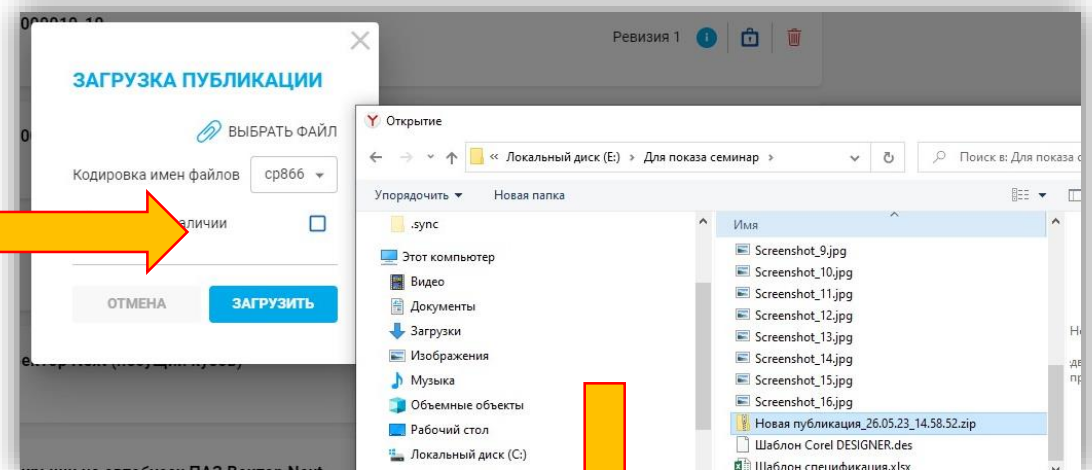 Ревизия 1
ЗАГРУЗКА ПУБЛИКАЦИИ
ВЫБРАТЬ ФАЙЛ
Кодировка имен файлов cp866
ОТМЕНА ЗАГРУЗИТЬ
Открытие
« Локальный диск (E:) › Для показа семинар ›
Поиск в: Для показа
Упорядочить Новая папка
.sync
Этот компьютер
Видео
Документы
Загрузки
Изображения
Музыка
Объемные объекты
Рабочий стол
Локальный диск (C:)
Имя
Screenshot_9.jpg
Screenshot_10.jpg
Screenshot_11.jpg
Screenshot_12.jpg
Screenshot_13.jpg
Screenshot_14.jpg
Screenshot_15.jpg
Screenshot_16.jpg
Новая публикация_26.05.23_14.58.52.zip
Шаблон Corel DESIGNER.des
Шаблон спецификация.xlsx